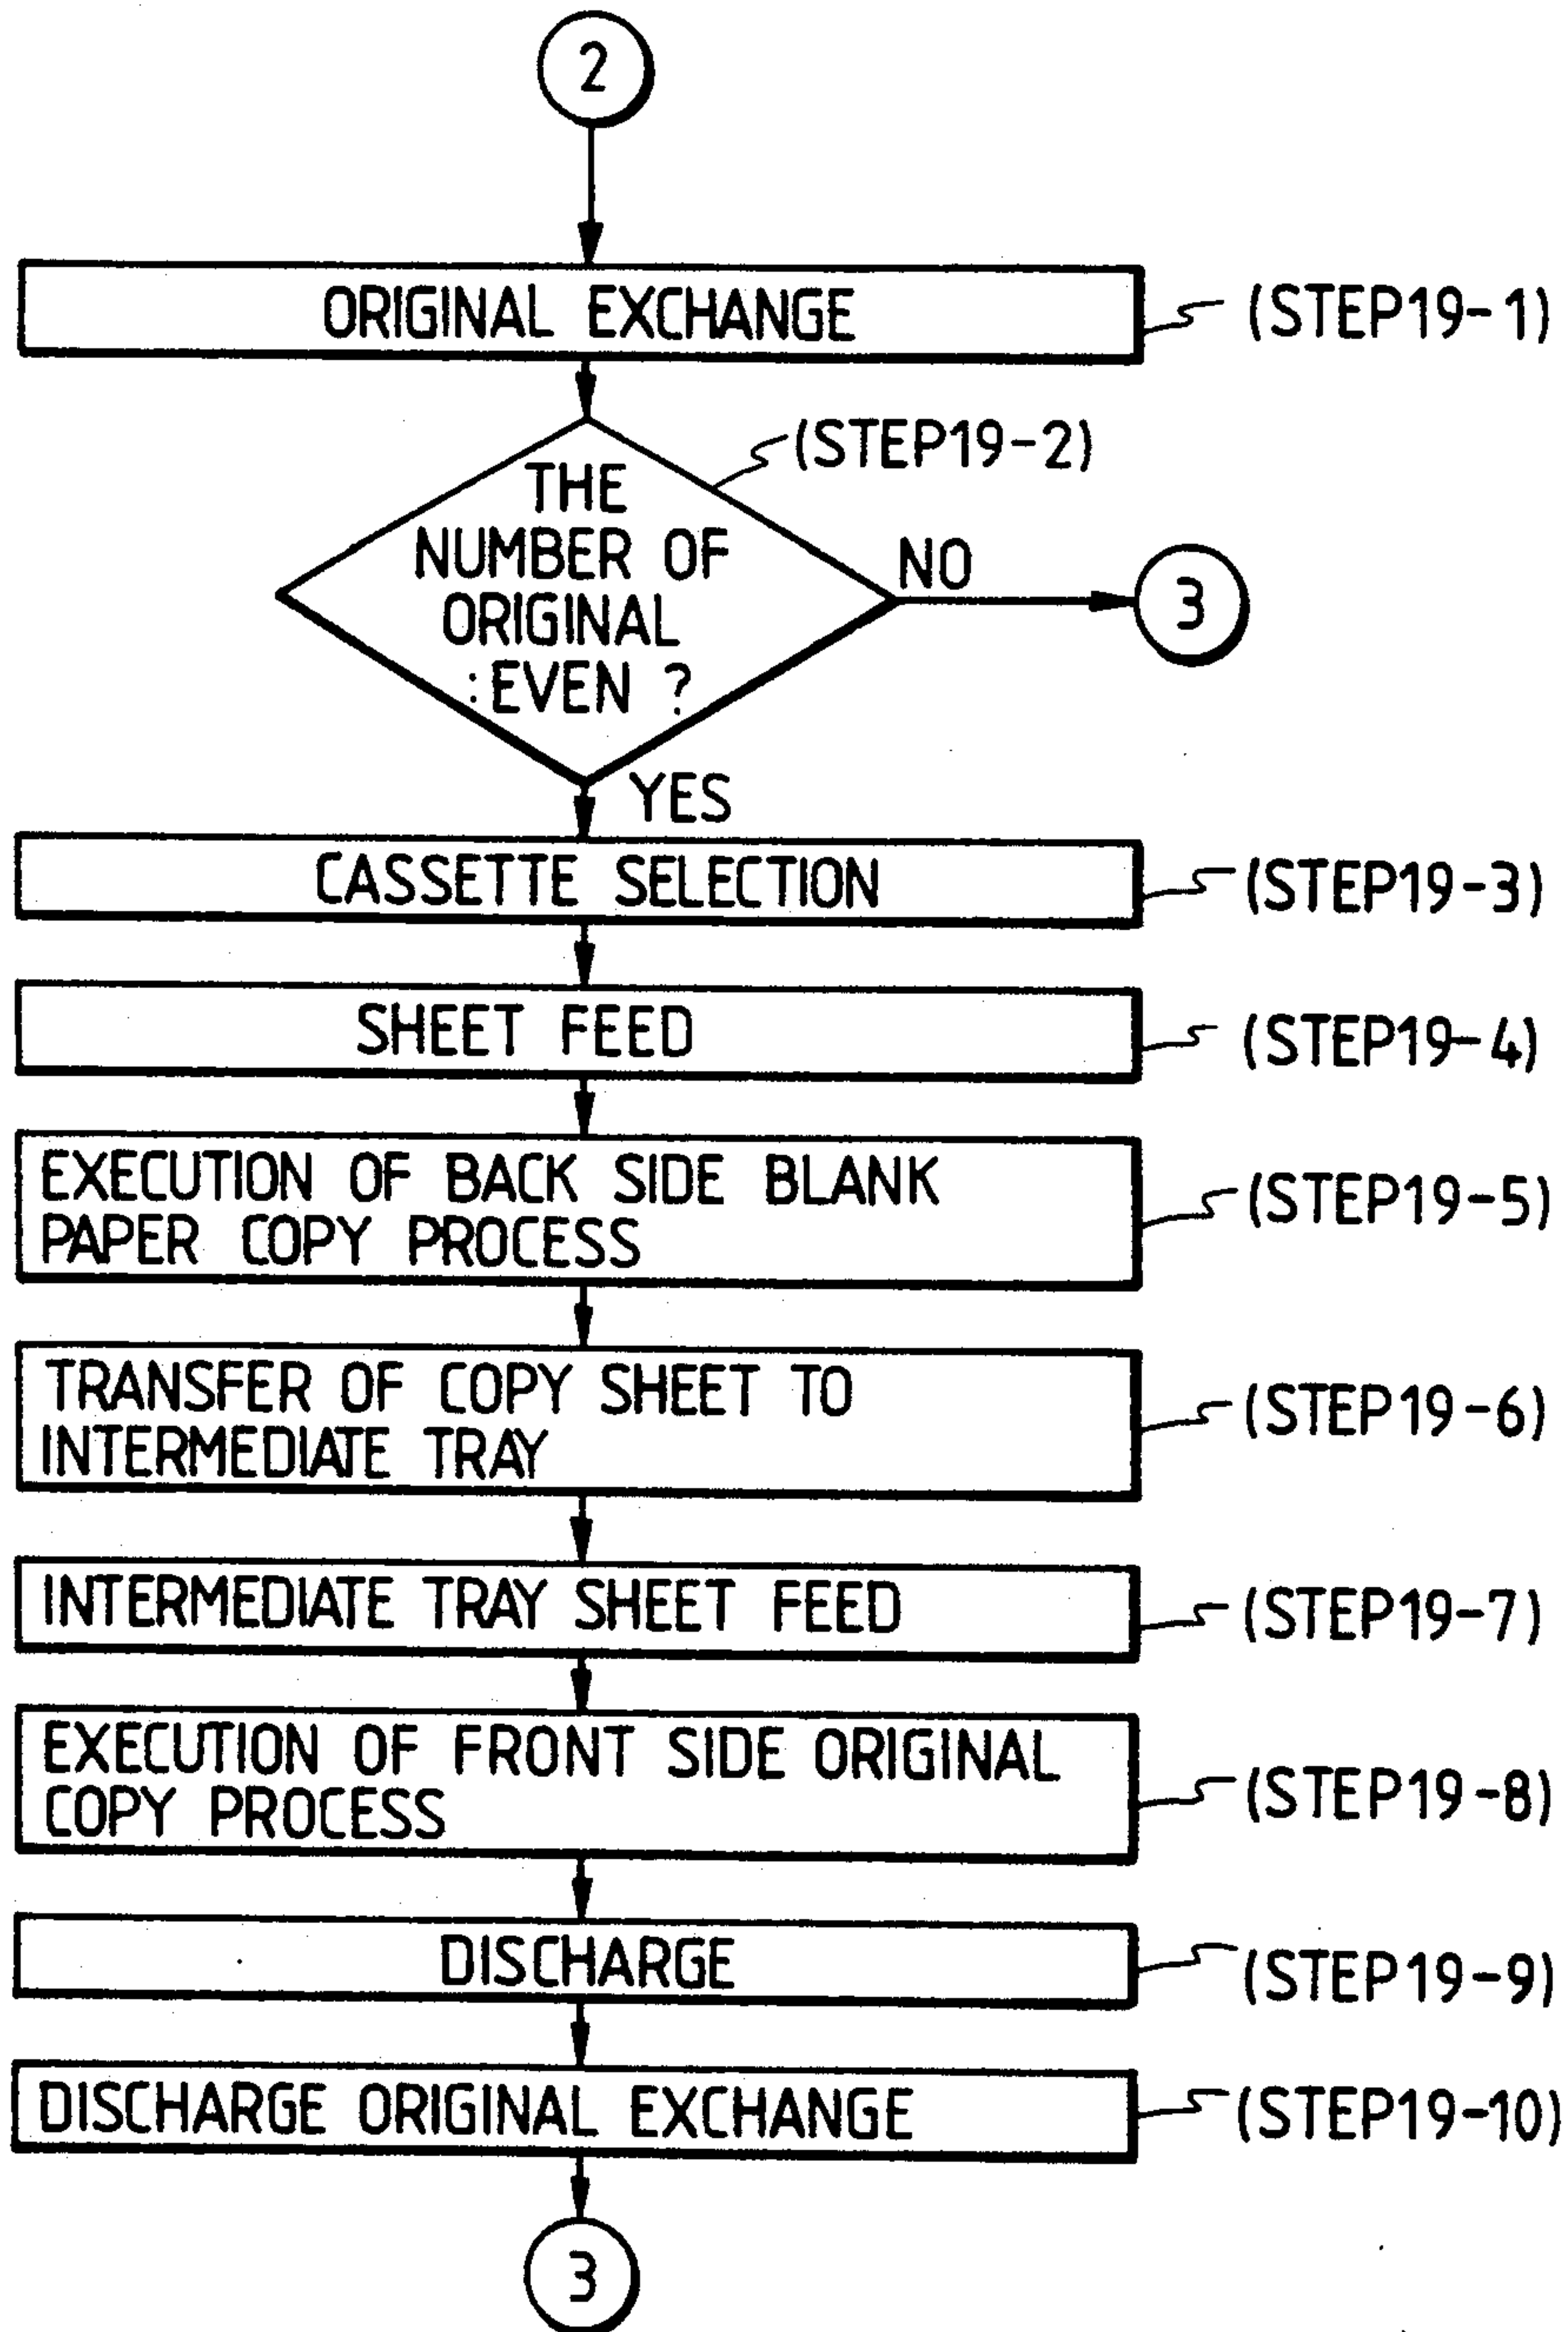 2
ORIGINAL EXCHANGE
(STEP19-1)
(STEP19-2)
THE
NUMBER OF
ORIGINAL
:EVEN ?
NO
3
YES
CASSETTE SELECTION
(STEP19-3)
SHEET FEED
(STEP19-4)
EXECUTION OF BACK SIDE BLANK
PAPER COPY PROCESS
(STEP19-5)
TRANSFER OF COPY SHEET TO
INTERMEDIATE TRAY
(STEP19-6)
INTERMEDIATE TRAY SHEET FEED
(STEP19-7)
EXECUTION OF FRONT SIDE ORIGINAL
COPY PROCESS
(STEP19-8)
DISCHARGE
(STEP19-9)
DISCHARGE ORIGINAL EXCHANGE
(STEP19-10)
3